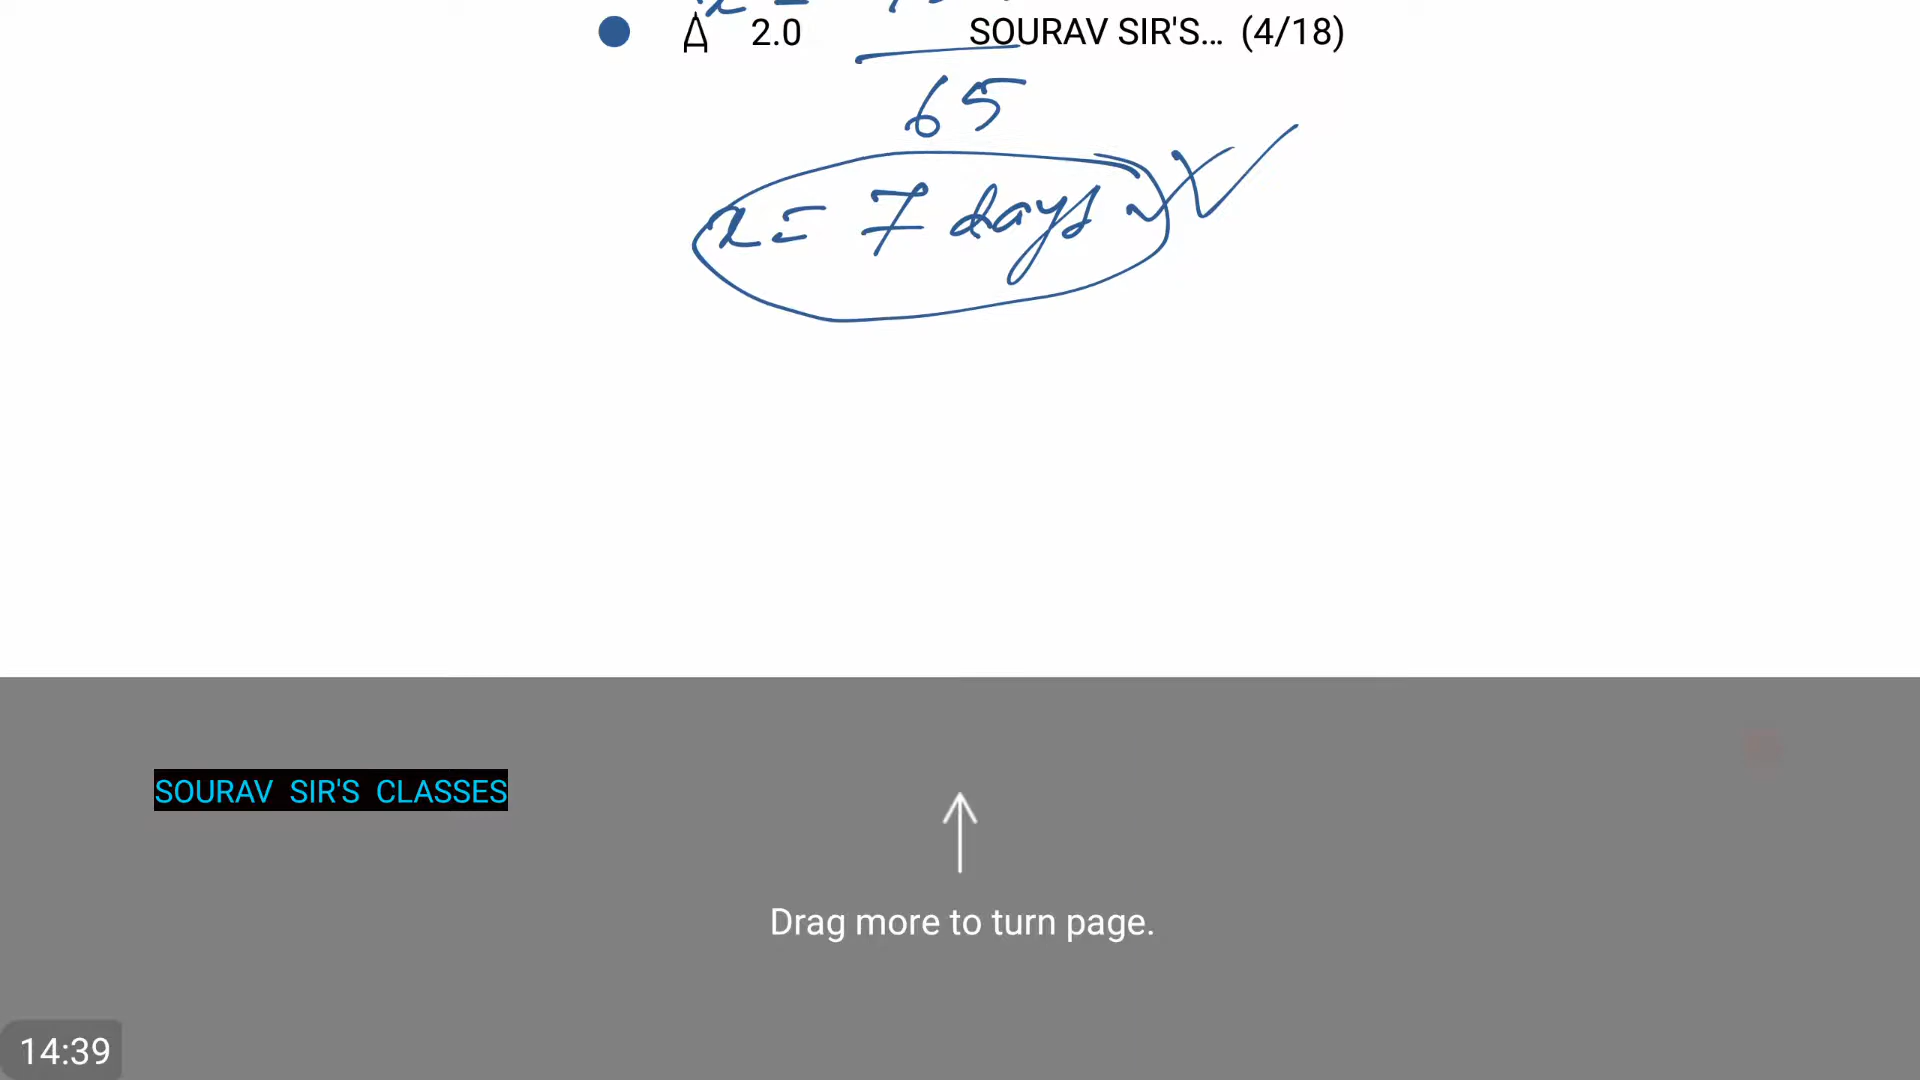 2.0 SOURAV SIR'S... (4/18)
65
x = 7 days
SOURAV SIR'S CLASSES
Drag more to turn page.
14:39